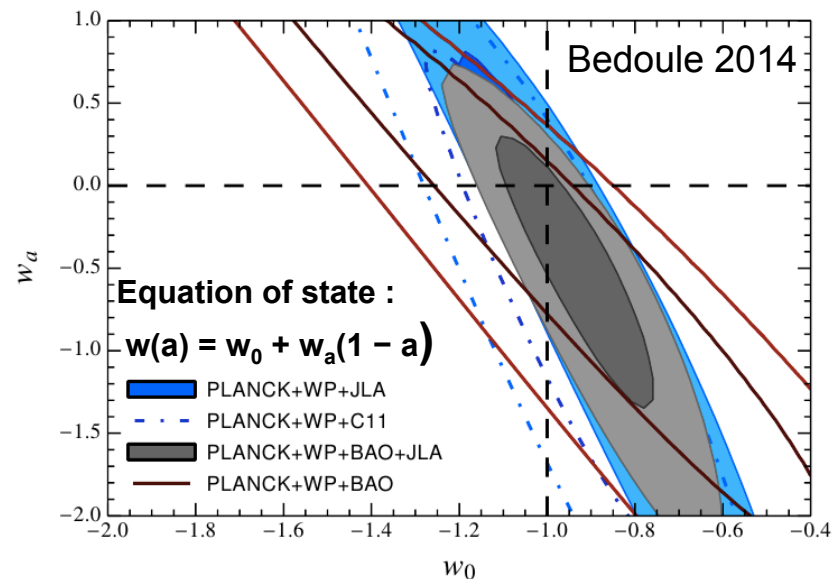 1.0
0.5
0.0
−0.5
−1.0
−1.5
−2.0
w_a
Bedoule 2014
Equation of state :
w(a) = w₀ + wₐ(1 − a)
PLANCK+WP+JLA
PLANCK+WP+C11
PLANCK+WP+BAO+JLA
PLANCK+WP+BAO
−2.0 −1.8 −1.6 −1.4 −1.2 −1.0 −0.8 −0.6 −0.4
w₀